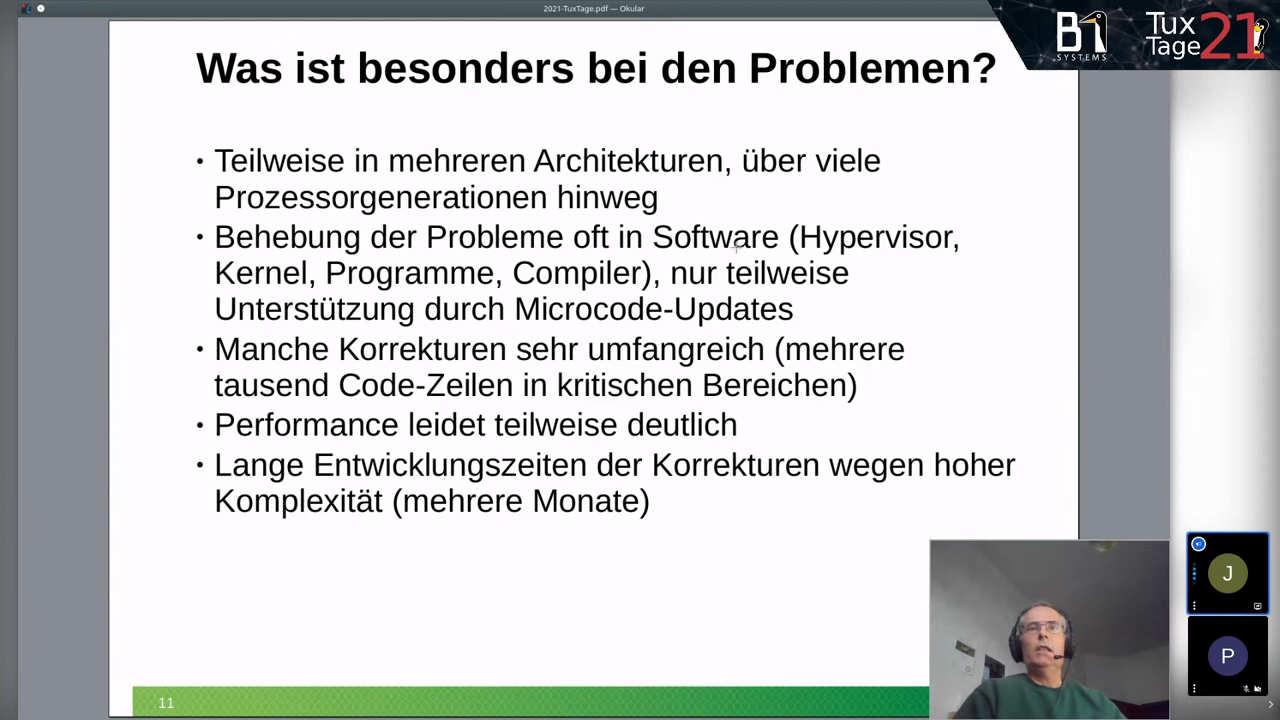 2021-TuxTage.pdf — Okular
B1
SYSTEMS
Tux
Tage
21
Was ist besonders bei den Problemen?
• Teilweise in mehreren Architekturen, über viele
Prozessorgenerationen hinweg
• Behebung der Probleme oft in Software (Hypervisor,
Kernel, Programme, Compiler), nur teilweise
Unterstützung durch Microcode-Updates
• Manche Korrekturen sehr umfangreich (mehrere
tausend Code-Zeilen in kritischen Bereichen)
• Performance leidet teilweise deutlich
• Lange Entwicklungszeiten der Korrekturen wegen hoher
Komplexität (mehrere Monate)
J
P
11